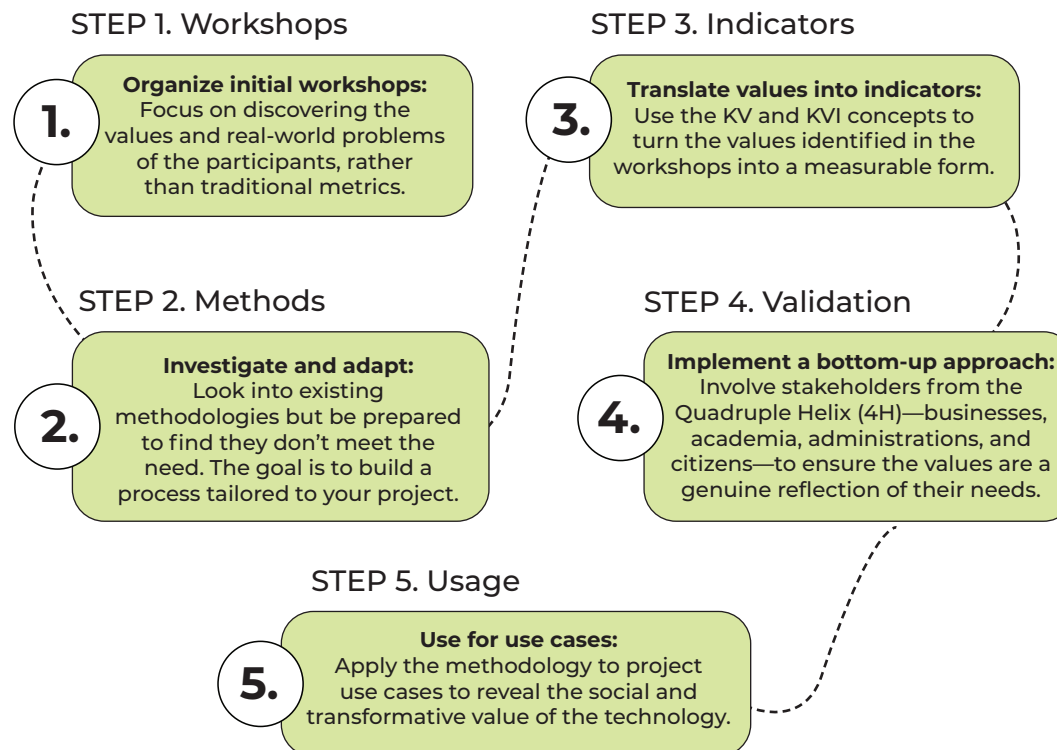 STEP 1. Workshops
1.
Organize initial workshops:
Focus on discovering the
values and real-world problems
of the participants, rather
than traditional metrics.
STEP 2. Methods
2.
Investigate and adapt:
Look into existing
methodologies but be prepared
to find they don’t meet the
need. The goal is to build a
process tailored to your project.
STEP 3. Indicators
3.
Translate values into indicators:
Use the KV and KVI concepts to
turn the values identified in the
workshops into a measurable form.
STEP 4. Validation
4.
Implement a bottom-up approach:
Involve stakeholders from the
Quadruple Helix (4H)—businesses,
academia, administrations, and
citizens—to ensure the values are a
genuine reflection of their needs.
STEP 5. Usage
5.
Use for use cases:
Apply the methodology to project
use cases to reveal the social and
transformative value of the technology.